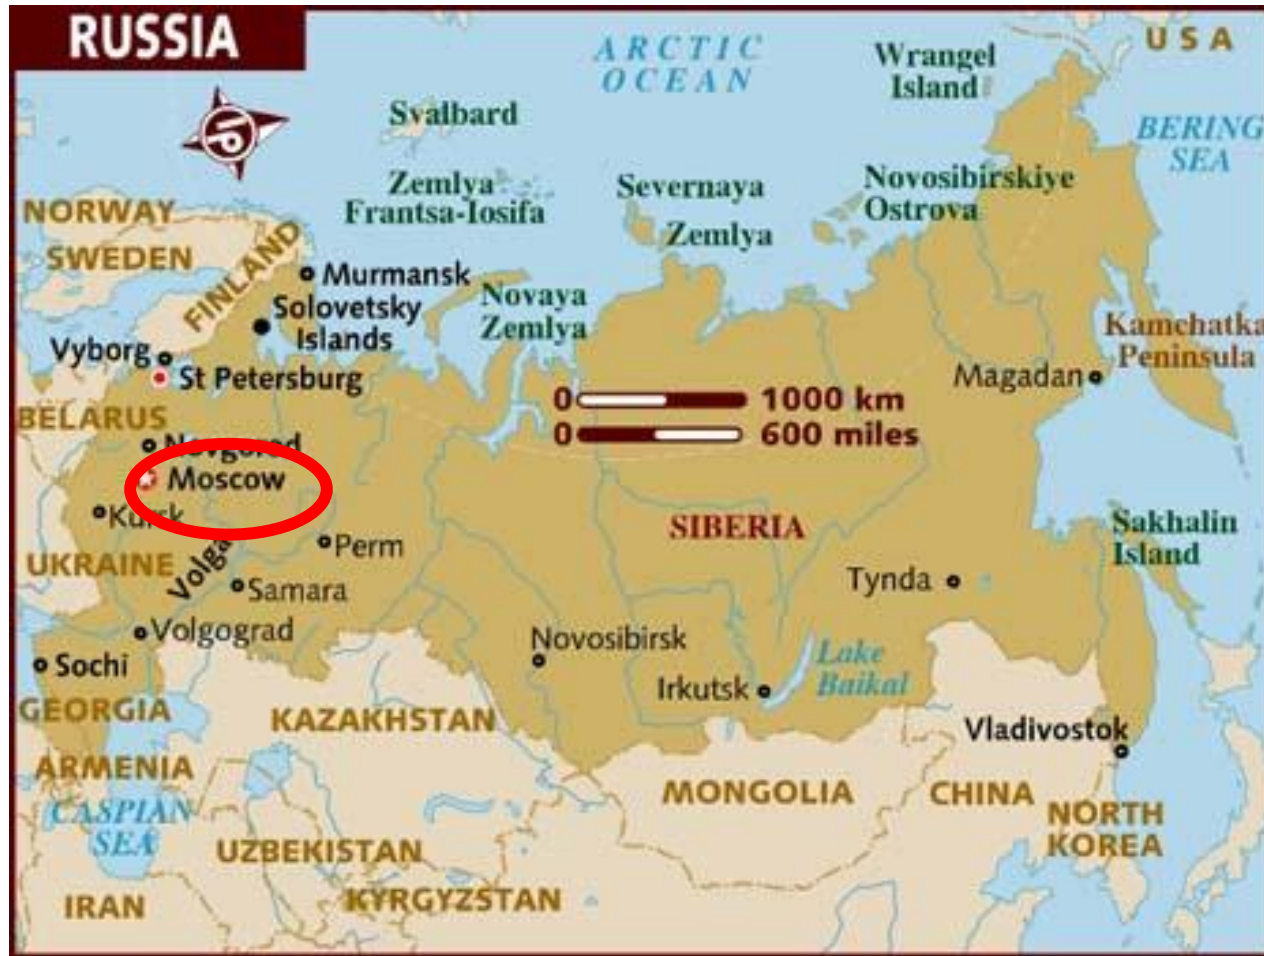 RUSSIA
ARCTIC
OCEAN
USA
Wrangel
Island
Svalbard
BERING
SEA
Zemlya
Frantsa-Iosifa
Severnaya
Zemlya
Novosibirskiye
Ostrova
NORWAY
SWEDEN
FINLAND
Murmansk
Solovetsky
Islands
Novaya
Zemlya
Kamchatka
Peninsula
Vyborg
St Petersburg
Magadan
0 1000 km
0 600 miles
BELARUS
Novgorod
Moscow
Kursk
SIBERIA
Sakhalin
Island
Perm
UKRAINE
Volga
Samara
Tynda
Volgograd
Novosibirsk
Lake
Baikal
Sochi
Irkutsk
GEORGIA
KAZAKHSTAN
Vladivostok
ARMENIA
MONGOLIA
CHINA
NORTH
KOREA
CASPIAN
SEA
UZBEKISTAN
KYRGYZSTAN
IRAN